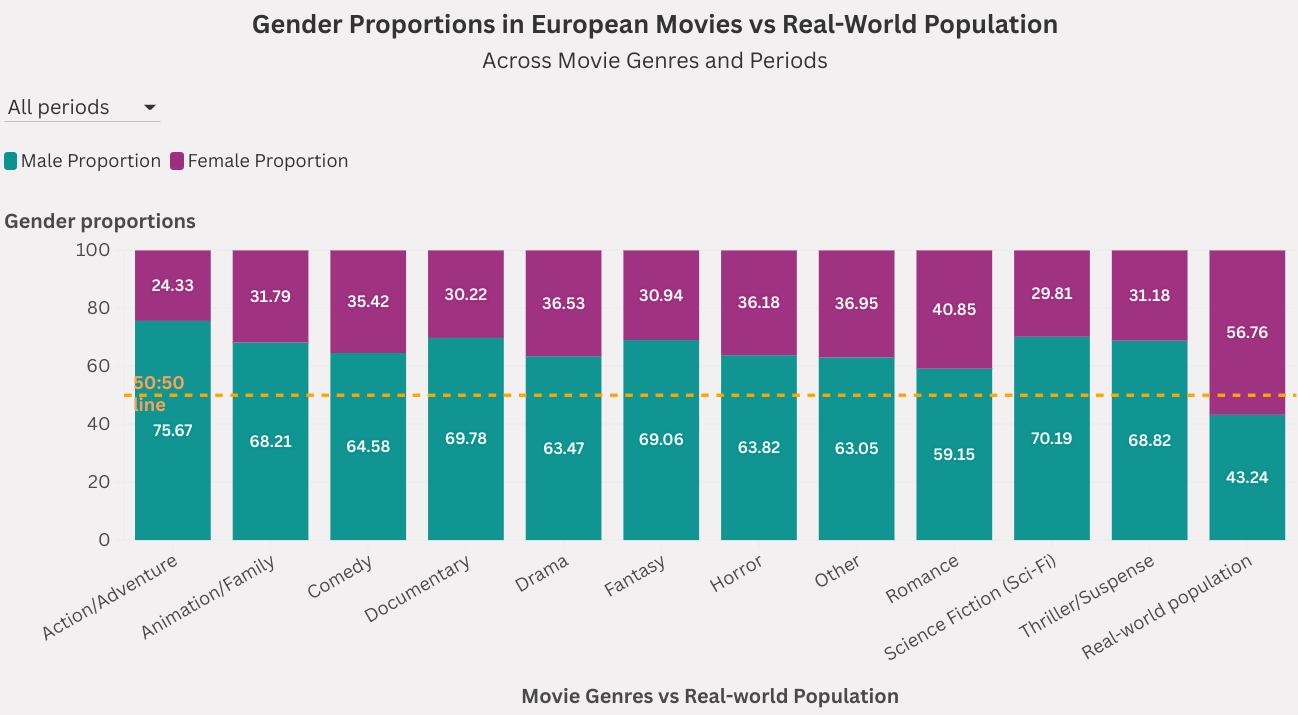 Gender Proportions in European Movies vs Real-World Population
Across Movie Genres and Periods
All periods
Male Proportion Female Proportion
Gender proportions
100
80
60
40
20
0
24.33 31.79 35.42 30.22 36.53 30.94 36.18 36.95 40.85 29.81 31.18 56.76
50:50
line
75.67 68.21 64.58 69.78 63.47 69.06 63.82 63.05 59.15 70.19 68.82 43.24
Action/Adventure
Animation/Family
Comedy
Documentary
Drama
Fantasy
Horror
Other
Romance
Science Fiction (Sci-Fi)
Thriller/Suspense
Real-world population
Movie Genres vs Real-world Population